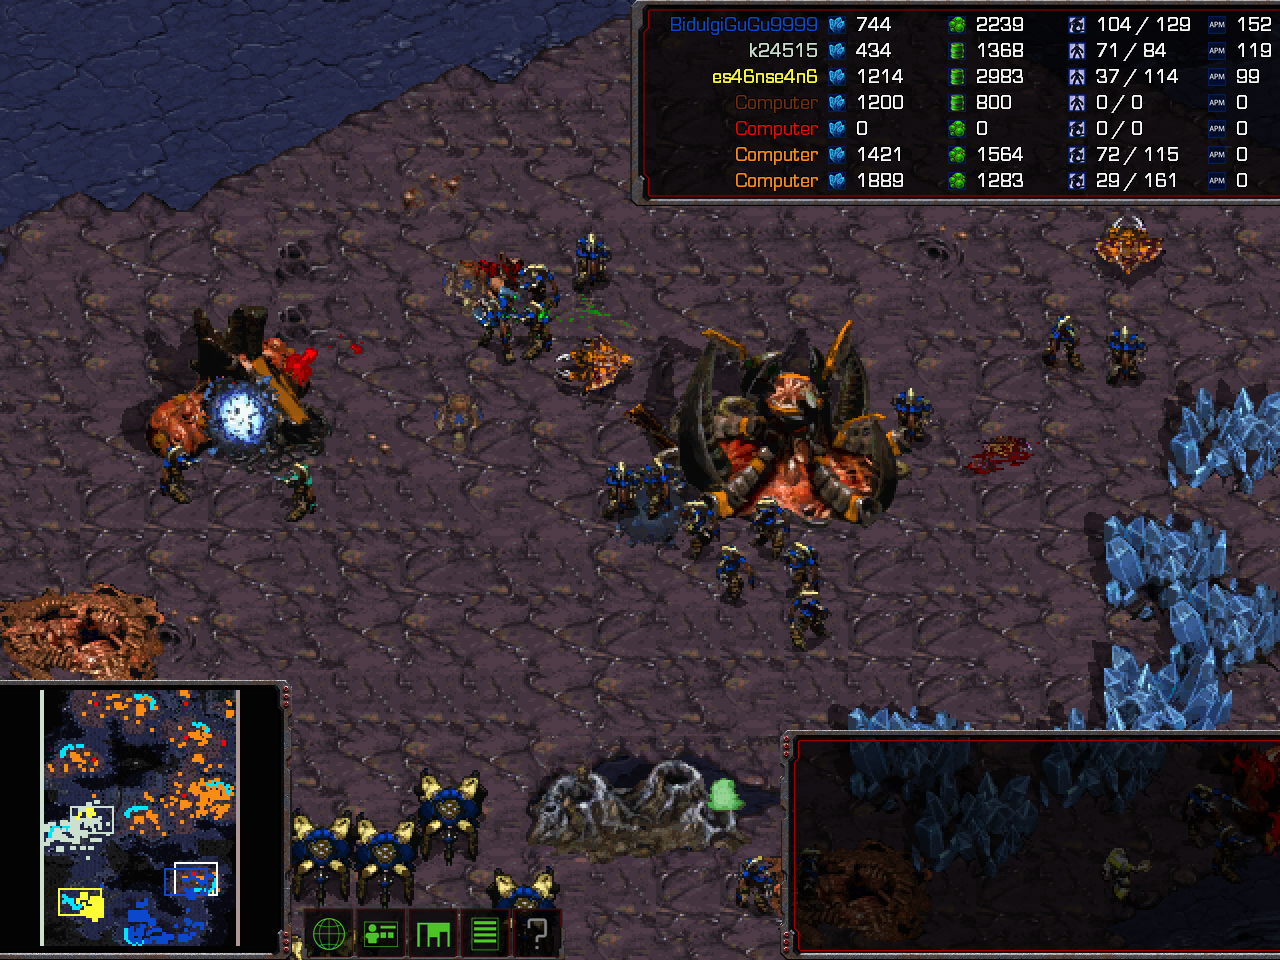 BidulgiGuGu9999 744 2239 104 / 129 APM 152
k24515 434 1368 71 / 84 APM 119
es46nse4n6 1214 2983 37 / 114 APM 99
Computer 1200 800 0 / 0 APM 0
Computer 0 0 0 / 0 APM 0
Computer 1421 1564 72 / 115 APM 0
Computer 1889 1283 29 / 161 APM 0
?